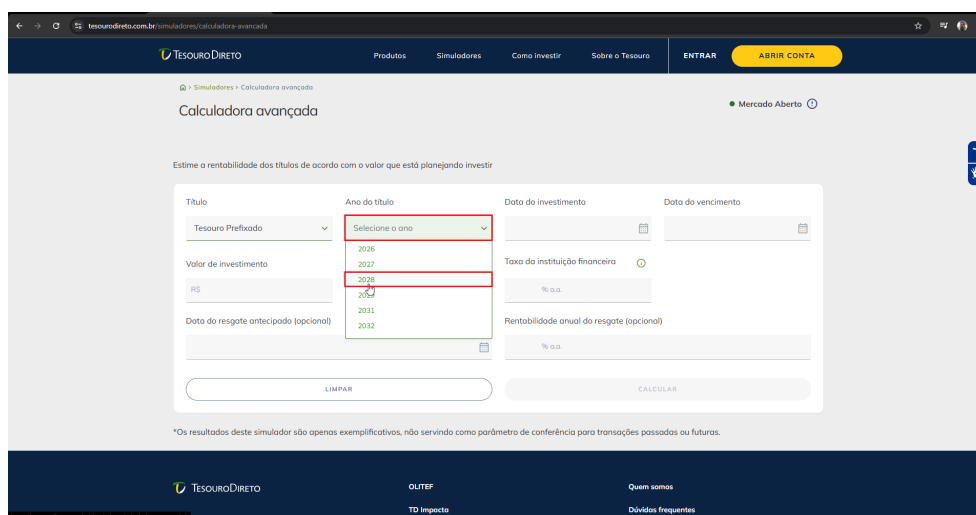 tesourodireto.com.br/simuladores/calculadora-avancada
TESOURO DIRETO
Produtos
Simuladores
Como investir
Sobre o Tesouro
ENTRAR
ABRIR CONTA
> Simuladores > Calculadora avançada
Calculadora avançada
Mercado Aberto
Estime a rentabilidade dos títulos de acordo com o valor que está planejando investir
Título
Ano do título
Data do investimento
Data do vencimento
Tesouro Prefixado
Selecione o ano
2026
2027
2028
2031
2032
Valor de investimento
Taxa da instituição financeira
R$
% a.a.
Data do resgate antecipado (opcional)
Rentabilidade anual do resgate (opcional)
% a.a.
LIMPAR
CALCULAR
*Os resultados deste simulador são apenas exemplificativos, não servindo como parâmetro de conferência para transações passadas ou futuras.
TESOURODIRETO
OLITEF
Quem somos
TD Impacta
Dúvidas frequentes